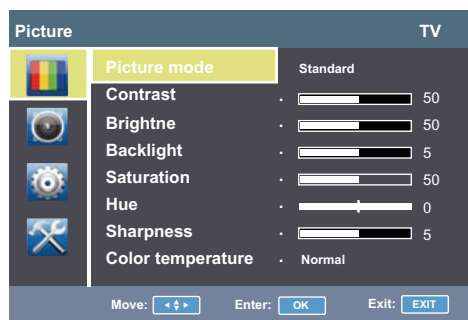 Picture TV
Picture mode Standard
Contrast . 50
Brightne . 50
Backlight . 5
Saturation . 50
Hue . 0
Sharpness . 5
Color temperature . Normal
Move: Enter: OK Exit: EXIT